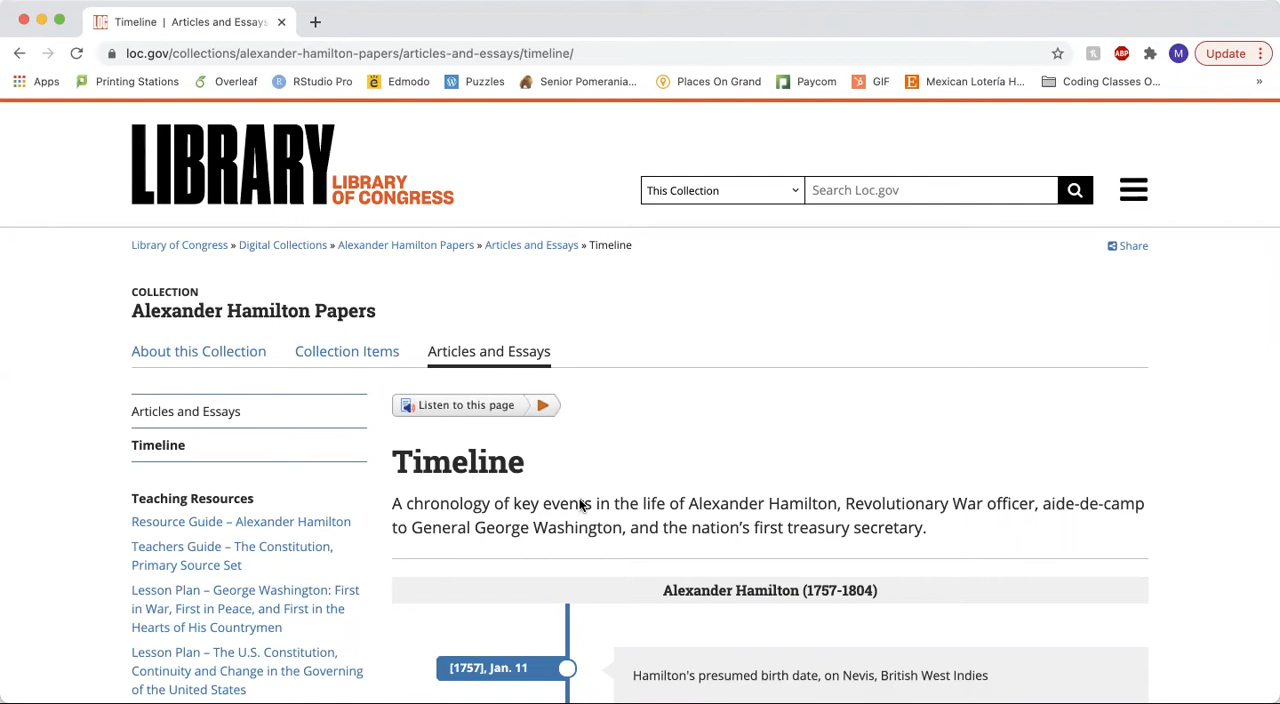 Timeline | Articles and Essays
loc.gov/collections/alexander-hamilton-papers/articles-and-essays/timeline/
ABP
M
Update
Apps
Printing Stations
Overleaf
RStudio Pro
Edmodo
Puzzles
Senior Pomerania...
Places On Grand
Paycom
GIF
Mexican Lotería H...
Coding Classes O...
»
LIBRARY
LIBRARY
OF CONGRESS
This Collection
Search Loc.gov
Library of Congress » Digital Collections » Alexander Hamilton Papers » Articles and Essays » Timeline
Share
COLLECTION
Alexander Hamilton Papers
About this Collection
Collection Items
Articles and Essays
Articles and Essays
Timeline
Teaching Resources
Resource Guide – Alexander Hamilton
Teachers Guide – The Constitution,
Primary Source Set
Lesson Plan – George Washington: First
in War, First in Peace, and First in the
Hearts of His Countrymen
Lesson Plan – The U.S. Constitution,
Continuity and Change in the Governing
of the United States
Listen to this page
Timeline
A chronology of key events in the life of Alexander Hamilton, Revolutionary War officer, aide-de-camp
to General George Washington, and the nation's first treasury secretary.
Alexander Hamilton (1757-1804)
[1757], Jan. 11
Hamilton's presumed birth date, on Nevis, British West Indies